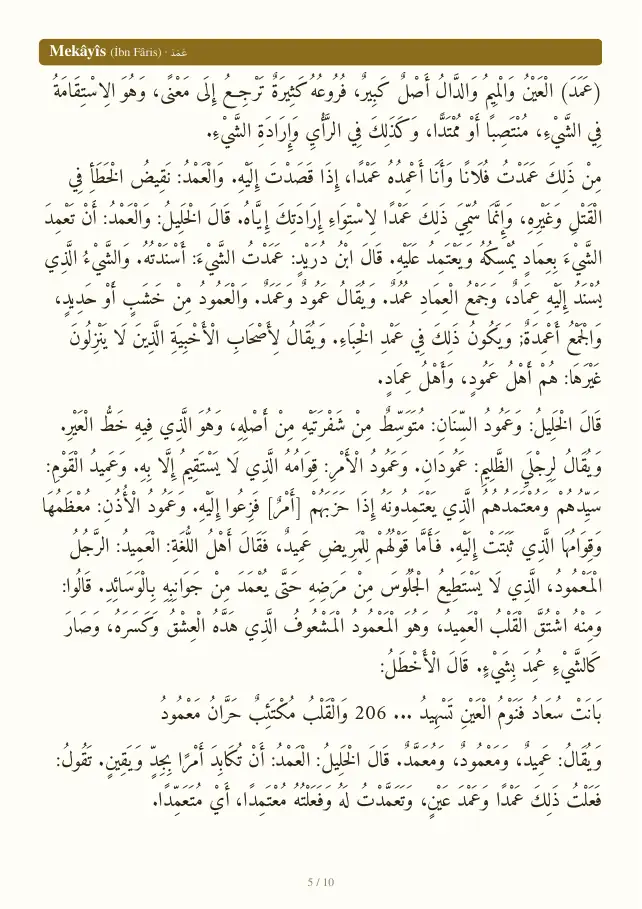 Mekâyîs (İbn Fâris) · عَمَدَ
(عَمَدَ) الْعَيْنُ وَالْمِيمُ وَالدَّالُ أَصْلٌ كَبِيرٌ، فُرُوعُهُ كَثِيرَةٌ تَرْجِعُ إِلَى مَعْنًى، وَهُوَ الِاسْتِقَامَةُ
فِي الشَّيْءِ، مُنْتَصِبًا أَوْ مُمْتَدًّا، وَكَذَلِكَ فِي الرَّأْيِ وَإِرَادَةِ الشَّيْءِ.
مِنْ ذَلِكَ عَمَدْتُ فُلَانًا وَأَنَا أَعْمِدُهُ عَمْدًا، إِذَا قَصَدْتَ إِلَيْهِ. وَالْعَمْدُ: نَقِيضُ الْخَطَأِ فِي
الْقَتْلِ وَغَيْرِهِ، وَإِنَّمَا سُمِّيَ ذَلِكَ عَمْدًا لِاسْتِوَاءِ إِرَادَتِكَ إِيَّاهُ. قَالَ الْخَلِيلُ: وَالْعَمْدُ: أَنْ تَعْمِدَ
الشَّيْءَ بِعِمَادٍ يُمْسِكُهُ وَيَعْتَمِدُ عَلَيْهِ. قَالَ ابْنُ دُرَيْدٍ: عَمَدْتُ الشَّيْءَ: أَسْنَدْتُهُ. وَالشَّيْءُ الَّذِي
يُسْنَدُ إِلَيْهِ عِمَادٌ، وَجَمْعُ الْعِمَادِ عُمُدٌ. وَيُقَالُ عَمُودٌ وَعَمَدٌ. وَالْعَمُودُ مِنْ خَشَبٍ أَوْ حَدِيدٍ،
وَالْجَمْعُ أَعْمِدَةٌ; وَيَكُونُ ذَلِكَ فِي عَمْدِ الْخِبَاءِ. وَيُقَالُ لِأَصْحَابِ الْأَخْبِيَةِ الَّذِينَ لَا يَنْزِلُونَ
غَيْرَهَا: هُمْ أَهْلُ عَمُودٍ، وَأَهْلُ عِمَادٍ.
قَالَ الْخَلِيلُ: وَعَمُودُ السِّنَانِ: مُتَوَسِّطٌ مِنْ شَفْرَتَيْهِ مِنْ أَصْلِهِ، وَهُوَ الَّذِي فِيهِ خَطُّ الْعَيْرِ.
وَيُقَالُ لِرِجْلَيِ الظَّلِيمِ: عَمُودَانِ. وَعَمُودُ الْأَمْرِ: قِوَامُهُ الَّذِي لَا يَسْتَقِيمُ إِلَّا بِهِ. وَعَمِيدُ الْقَوْمِ:
سَيِّدُهُمْ وَمُعْتَمَدُهُمُ الَّذِي يَعْتَمِدُونَهُ إِذَا حَزَبَهُمْ [أَمْرٌ] فَزِعُوا إِلَيْهِ. وَعَمُودُ الْأُذُنِ: مُعْظَمُهَا
وَقِوَامُهَا الَّذِي ثَبَتَتْ إِلَيْهِ. فَأَمَّا قَوْلُهُمْ لِلْمَرِيضِ عَمِيدٌ، فَقَالَ أَهْلُ اللُّغَةِ: الْعَمِيدُ: الرَّجُلُ
الْمَعْمُودُ، الَّذِي لَا يَسْتَطِيعُ الْجُلُوسَ مِنْ مَرَضِهِ حَتَّى يُعْمَدَ مِنْ جَوَانِبِهِ بِالْوَسَائِدِ. قَالُوا:
وَمِنْهُ اشْتُقَّ الْقَلْبُ الْعَمِيدُ، وَهُوَ الْمَعْمُودُ الْمَشْعُوفُ الَّذِي هَدَّهُ الْعِشْقُ وَكَسَرَهُ، وَصَارَ
كَالشَّيْءِ عُمِدَ بِشَيْءٍ. قَالَ الْأَخْطَلُ:
بَانَتْ سُعَادُ فَنَوْمُ الْعَيْنِ تَسْهِيدُ ... 206 وَالْقَلْبُ مُكْتَئِبٌ حَرَّانُ مَعْمُودُ
وَيُقَالُ: عَمِيدٌ، وَمَعْمُودٌ، وَمُعَمَّدٌ. قَالَ الْخَلِيلُ: الْعَمْدُ: أَنْ تُكَابِدَ أَمْرًا بِجِدٍّ وَيَقِينٍ. تَقُولُ:
فَعَلْتُ ذَلِكَ عَمْدًا وَعَمْدَ عَيْنٍ، وَتَعَمَّدْتُ لَهُ وَفَعَلْتُهُ مُعْتَمِدًا، أَيْ مُتَعَمِّدًا.
5 / 10